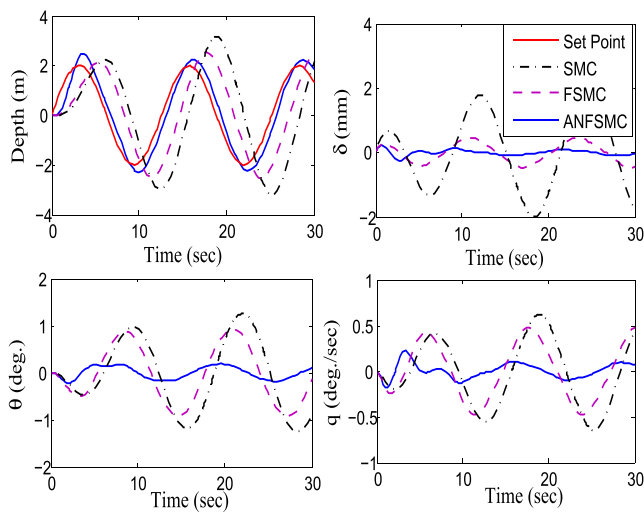 4
2
0
−2
−4
0
10
20
30
Depth (m)
Time (sec)
4
2
0
−2
0
10
20
30
δ (mm)
Time (sec)
Set Point
SMC
FSMC
ANFSMC
2
1
0
−1
−2
0
10
20
30
θ (deg.)
Time (sec)
1
0.5
0
−0.5
−1
0
10
20
30
q (deg./sec)
Time (sec)